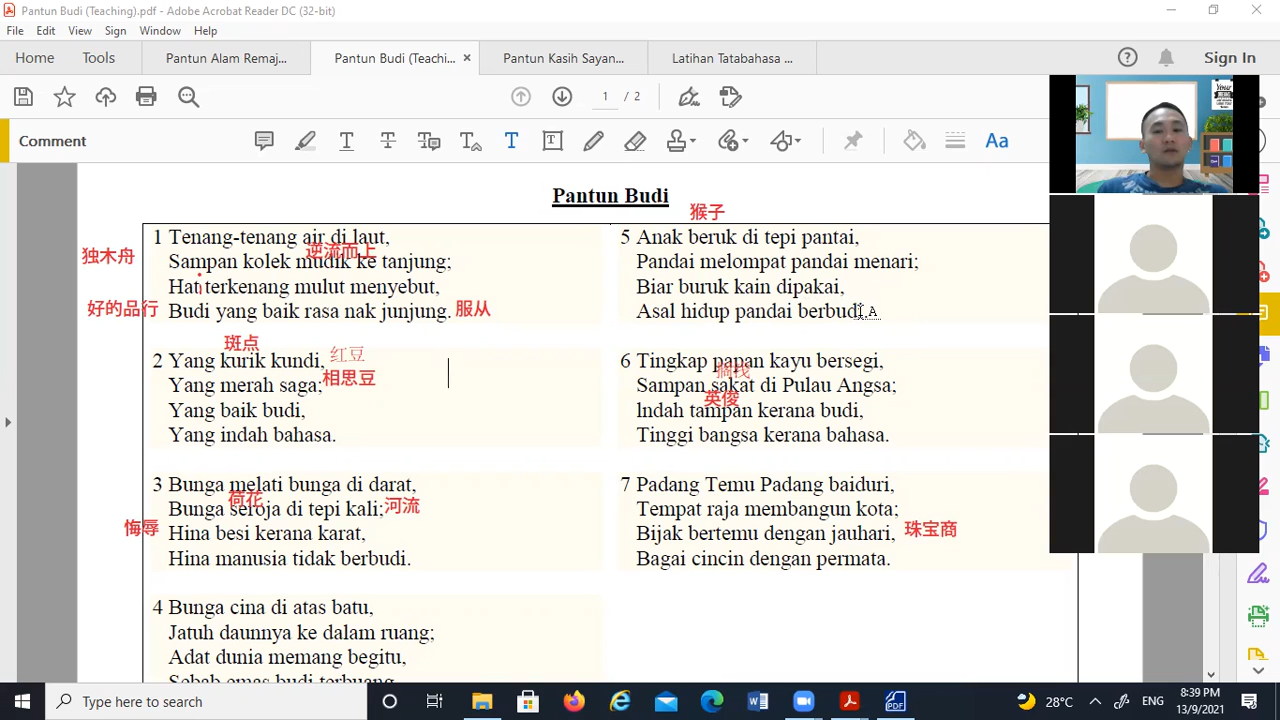 Pantun Budi (Teaching).pdf - Adobe Acrobat Reader DC (32-bit)
File Edit View Sign Window Help
Home Tools Pantun Alam Remaj... Pantun Budi (Teachi... × Pantun Kasih Sayan... Latihan Tatabahasa ... Sign In
1 / 2
Comment
Aa
Pantun Budi
1 Tenang-tenang air di laut,
独木舟
逆流而上
Sampan kolek mudik ke tanjung;
Hati terkenang mulut menyebut,
好的品行
Budi yang baik rasa nak junjung.
服从
斑点
2 Yang kurik kundi,
红豆
Yang merah saga;
相思豆
Yang baik budi,
Yang indah bahasa.
3 Bunga melati bunga di darat,
荷花
Bunga seroja di tepi kali;
河流
悔辱
Hina besi kerana karat,
Hina manusia tidak berbudi.
4 Bunga cina di atas batu,
Jatuh daunnya ke dalam ruang;
Adat dunia memang begitu,
Sebab emas budi terbuang.
猴子
5 Anak beruk di tepi pantai,
Pandai melompat pandai menari;
Biar buruk kain dipakai,
Asal hidup pandai berbudi.
6 Tingkap papan kayu bersegi,
Sampan sakat di Pulau Angsa;
英俊
lndah tampan kerana budi,
Tinggi bangsa kerana bahasa.
7 Padang Temu Padang baiduri,
Tempat raja membangun kota;
Bijak bertemu dengan jauhari,
珠宝商
Bagai cincin dengan permata.
Type here to search
28°C
ENG
8:39 PM
13/9/2021